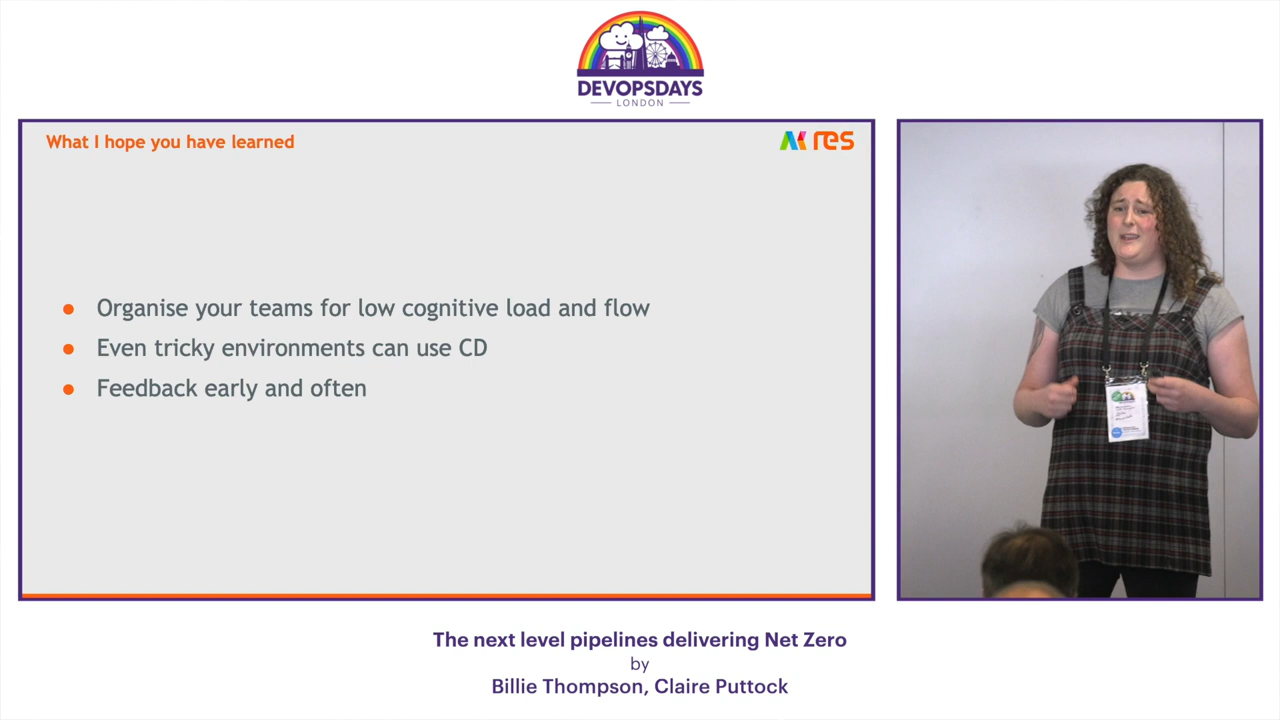 DEVOPSDAYS
LONDON
What I hope you have learned
res
Organise your teams for low cognitive load and flow
Even tricky environments can use CD
Feedback early and often
The next level pipelines delivering Net Zero
by
Billie Thompson, Claire Puttock